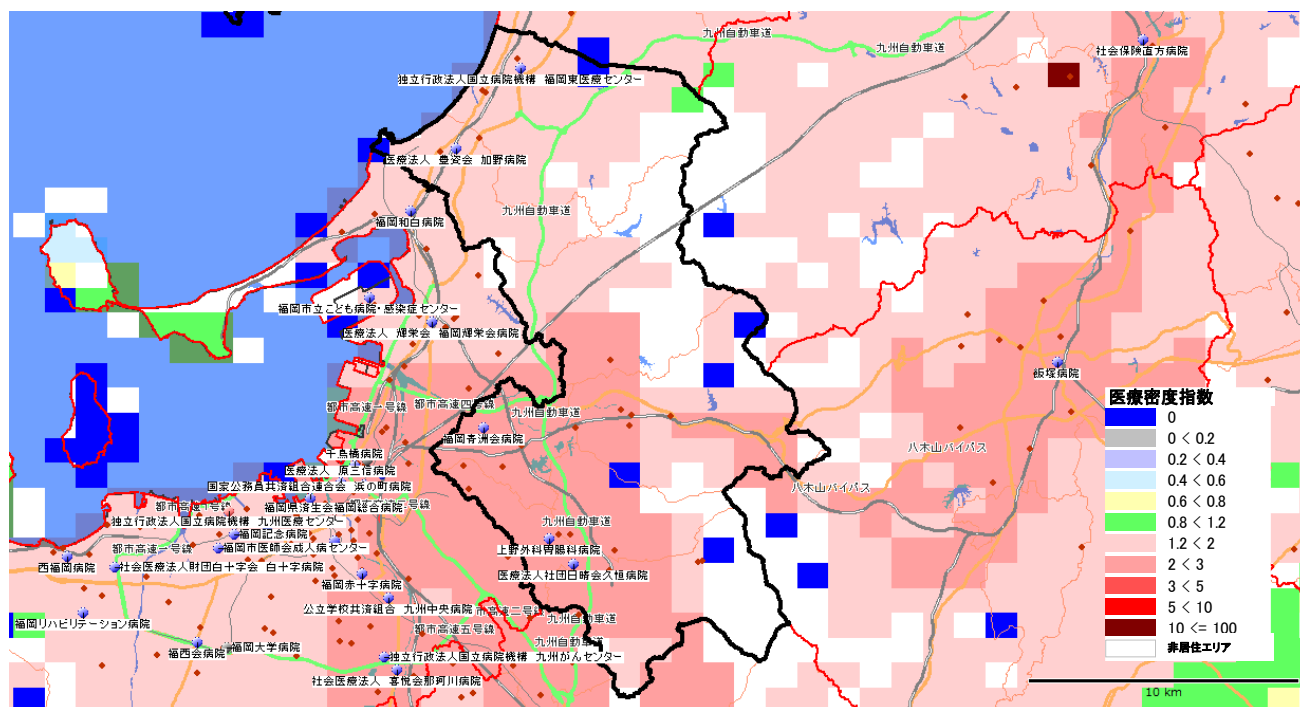 九州自動車道
九州自動車道
社会保険直方病院
独立行政法人国立病院機構 福岡東医療センター
医療法人 豊資会 加野病院
九州自動車道
福岡和白病院
福岡市立こども病院・感染症センター
医療法人 輝栄会 福岡輝栄会病院
飯塚病院
都市高速一号線
都市高速四号線
九州自動車道
福岡青洲会病院
八木山バイパス
千鳥橋病院
医療法人 原三信病院
国家公務員共済組合連合会 浜の町病院
八木山バイパス
福岡県済生会福岡総合病院
都市高速1号線
独立行政法人国立病院機構 九州医療センター
九州自動車道
福岡記念病院
都市高速一号線
福岡市医師会成人病センター
上野外科胃腸科病院
西福岡病院
社会医療法人財団白十字会 白十字病院
医療法人社団日晴会久恒病院
福岡赤十字病院
公立学校共済組合 九州中央病院
市高速二号線
福岡リハビリテーション病院
九州自動車道
都市高速五号線
福西会病院
福岡大学病院
九州自動車道
独立行政法人国立病院機構 九州がんセンター
社会医療法人 喜悦会那珂川病院
医療密度指数
0
0 < 0.2
0.2 < 0.4
0.4 < 0.6
0.6 < 0.8
0.8 < 1.2
1.2 < 2
2 < 3
3 < 5
5 < 10
10 <= 100
非居住エリア
10 km